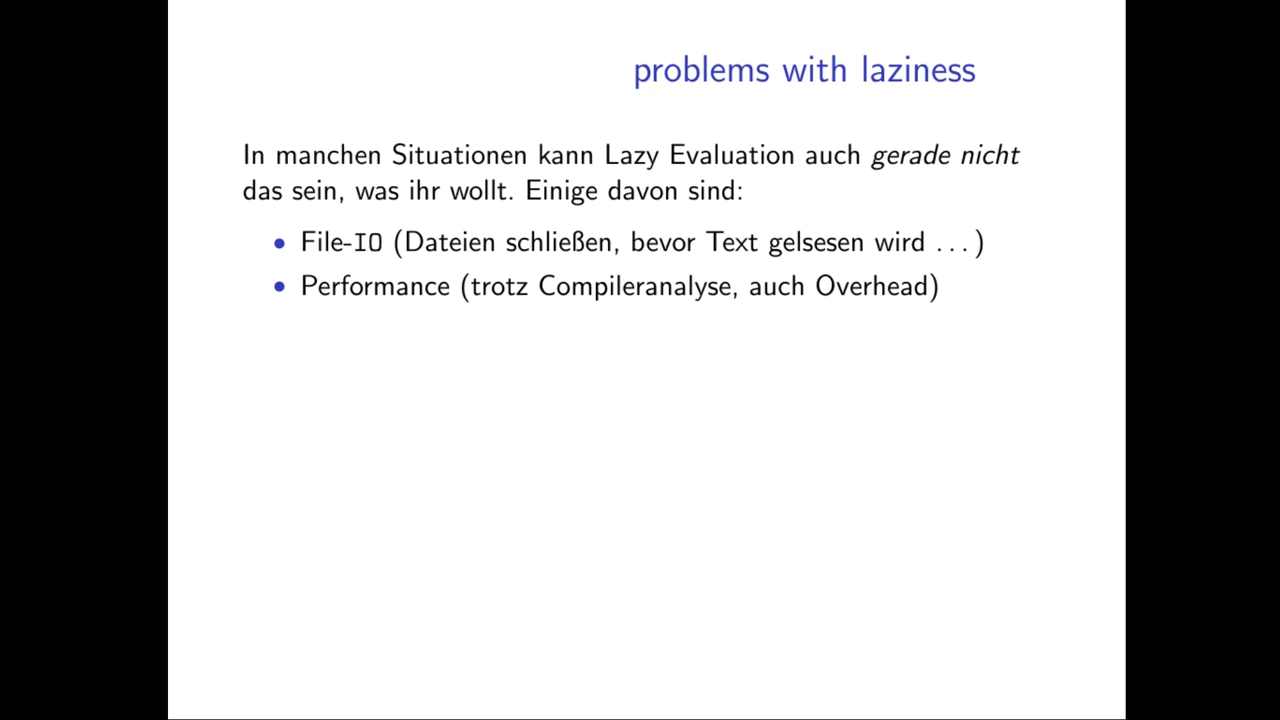 problems with laziness
In manchen Situationen kann Lazy Evaluation auch gerade nicht
das sein, was ihr wollt. Einige davon sind:
• File-IO (Dateien schließen, bevor Text gelsesen wird ...)
• Performance (trotz Compileranalyse, auch Overhead)